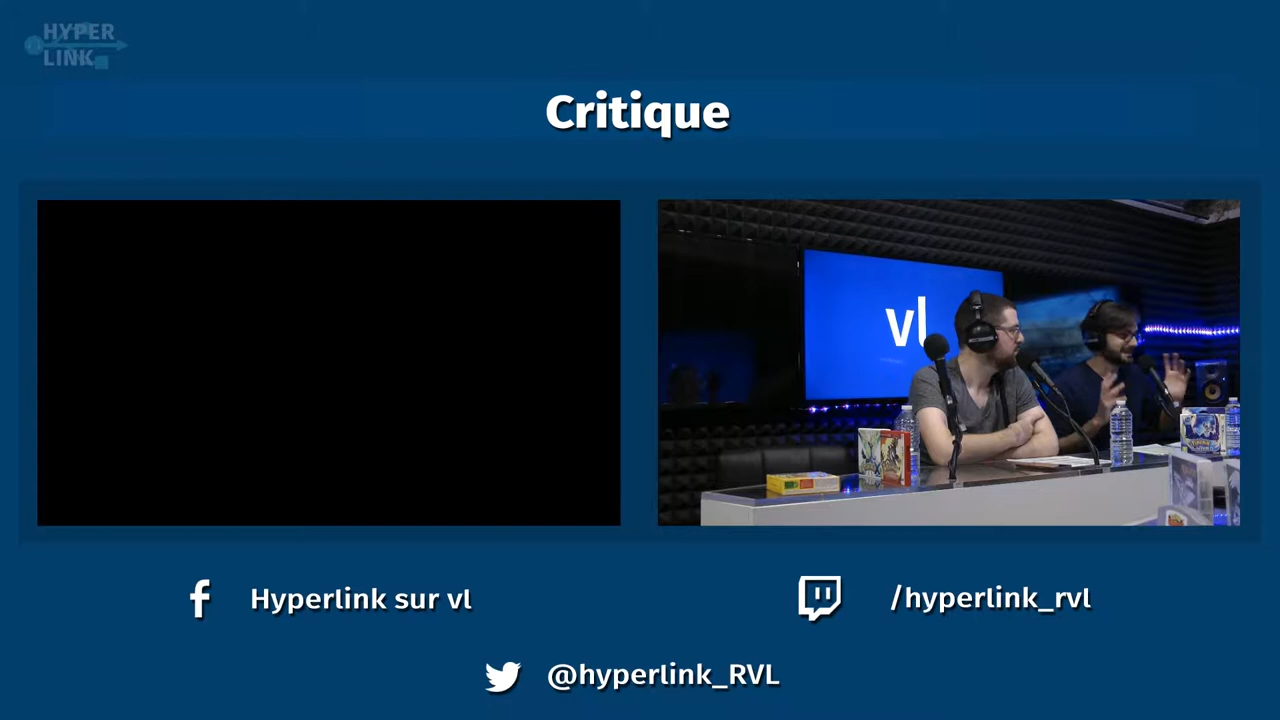 HYPER
LINK
Critique
vl
Hyperlink sur vl
/hyperlink_rvl
@hyperlink_RVL